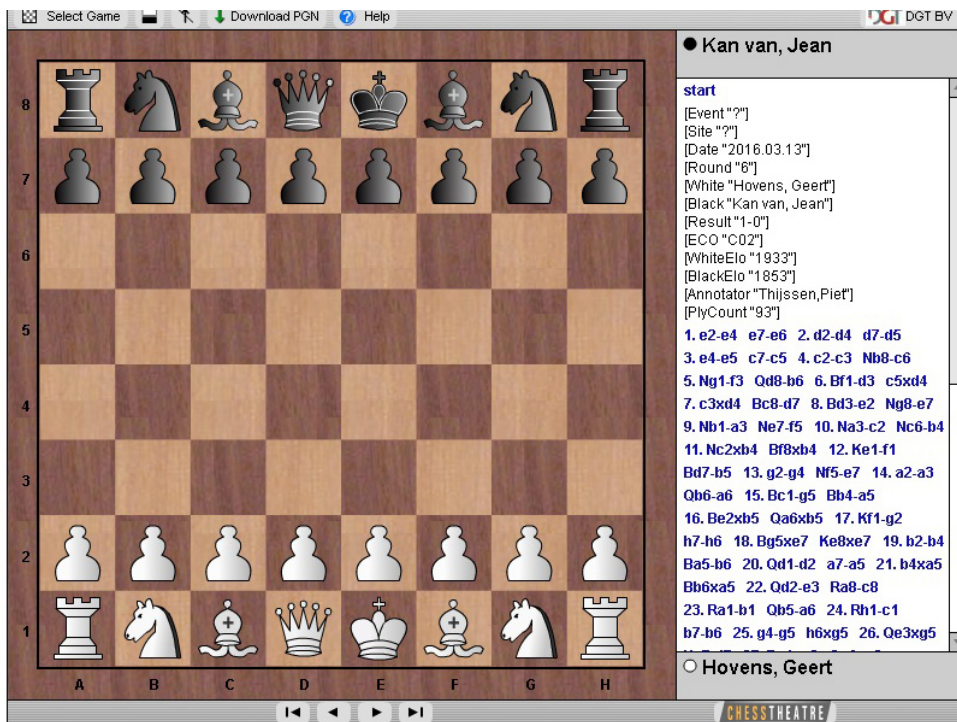 Select Game Download PGN ? Help DGT DGT BV
Kan van, Jean
start
[Event "?"]
[Site "?"]
[Date "2016.03.13"]
[Round "6"]
[White "Hovens, Geert"]
[Black "Kan van, Jean"]
[Result "1-0"]
[ECO "C02"]
[WhiteElo "1933"]
[BlackElo "1853"]
[Annotator "Thijssen,Piet"]
[PlyCount "93"]
1. e2-e4 e7-e6 2. d2-d4 d7-d5
3. e4-e5 c7-c5 4. c2-c3 Nb8-c6
5. Ng1-f3 Qd8-b6 6. Bf1-d3 c5xd4
7. c3xd4 Bc8-d7 8. Bd3-e2 Ng8-e7
9. Nb1-a3 Ne7-f5 10. Na3-c2 Nc6-b4
11. Nc2xb4 Bf8xb4 12. Ke1-f1
Bd7-b5 13. g2-g4 Nf5-e7 14. a2-a3
Qb6-a6 15. Bc1-g5 Bb4-a5
16. Be2xb5 Qa6xb5 17. Kf1-g2
h7-h6 18. Bg5xe7 Ke8xe7 19. b2-b4
Ba5-b6 20. Qd1-d2 a7-a5 21. b4xa5
Bb6xa5 22. Qd2-e3 Ra8-c8
23. Ra1-b1 Qb5-a6 24. Rh1-c1
b7-b6 25. g4-g5 h6xg5 26. Qe3xg5
Hovens, Geert
8
7
6
5
4
3
2
1
A B C D E F G H
CHESSTHEATRE